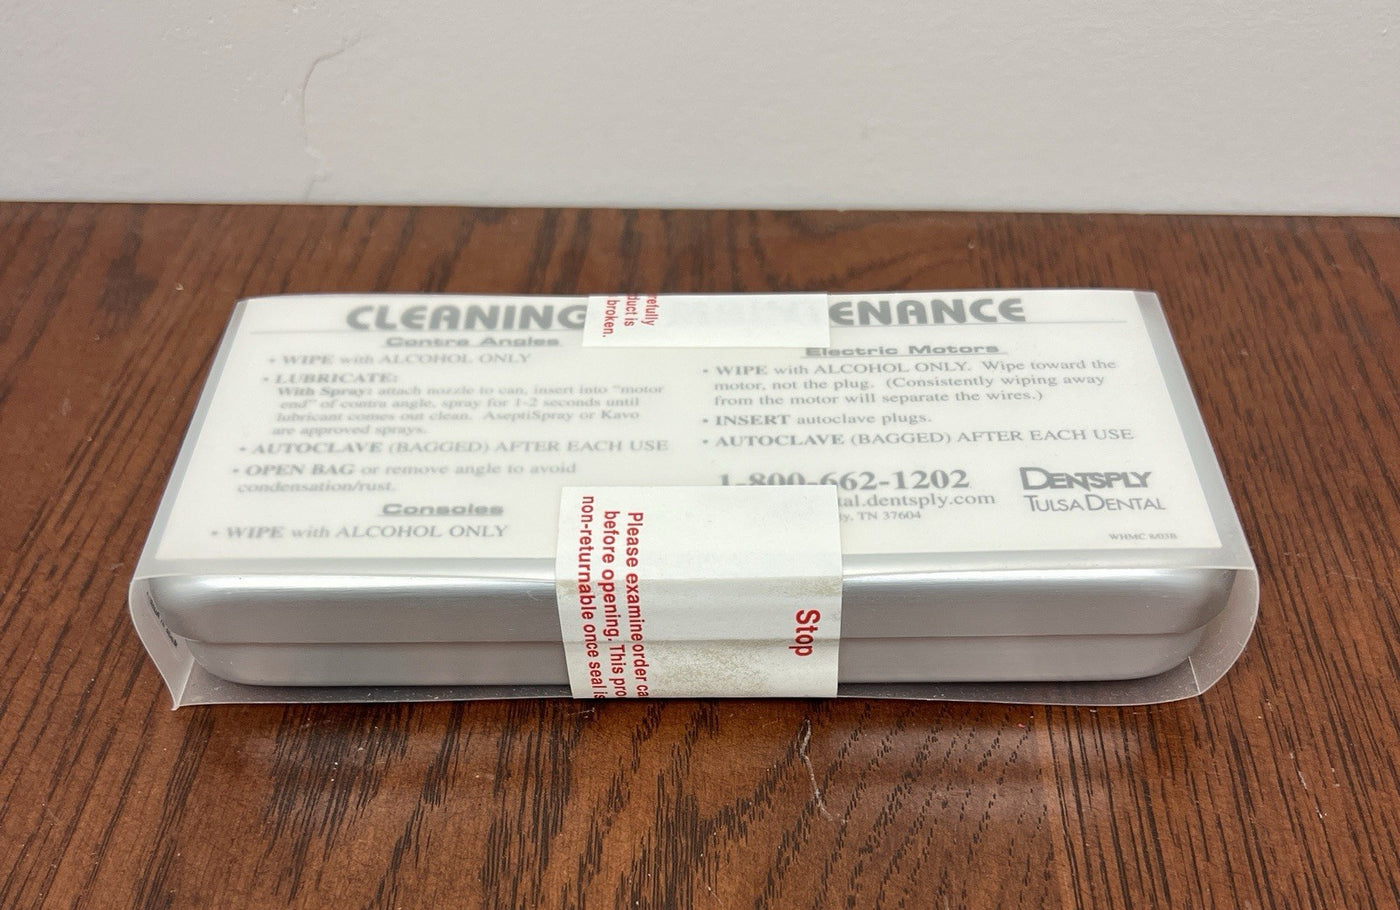 CLEANING ENANCE
Contra Angles
• WIPE with ALCOHOL ONLY
• LUBRICATE:
With Spray: attach nozzle to can, insert into "motor
end" of contra angle, spray for 1-2 seconds until
lubricant comes out clean. AseptiSpray or Kavo
are approved sprays.
• AUTOCLAVE (BAGGED) AFTER EACH USE
• OPEN BAG or remove angle to avoid
condensation/rust.
Consoles
• WIPE with ALCOHOL ONLY
Electric Motors
• WIPE with ALCOHOL ONLY. Wipe toward the
motor, not the plug. (Consistently wiping away
from the motor will separate the wires.)
• INSERT autoclave plugs.
• AUTOCLAVE (BAGGED) AFTER EACH USE
1-800-662-1202
tal.dentsply.com
y, TN 37604
DENTSPLY
TULSA DENTAL
WHMC 8/03B
refully
duct is
broken.
Stop
Please examine order ca
before opening. This pro
non-returnable once seal is